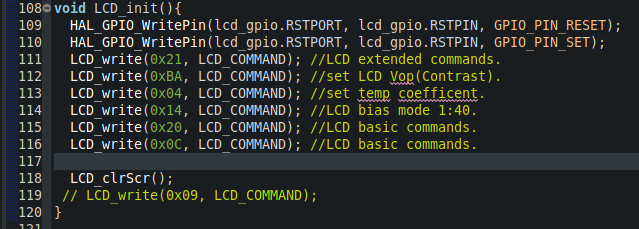 108 void LCD_init(){
109 HAL_GPIO_WritePin(lcd_gpio.RSTPORT, lcd_gpio.RSTPIN, GPIO_PIN_RESET);
110 HAL_GPIO_WritePin(lcd_gpio.RSTPORT, lcd_gpio.RSTPIN, GPIO_PIN_SET);
111 LCD_write(0x21, LCD_COMMAND); //LCD extended commands.
112 LCD_write(0xBA, LCD_COMMAND); //set LCD Vop(Contrast).
113 LCD_write(0x04, LCD_COMMAND); //set temp coefficent.
114 LCD_write(0x14, LCD_COMMAND); //LCD bias mode 1:40.
115 LCD_write(0x20, LCD_COMMAND); //LCD basic commands.
116 LCD_write(0x0C, LCD_COMMAND); //LCD basic commands.
117
118 LCD_clrScr();
119 // LCD_write(0x09, LCD_COMMAND);
120 }